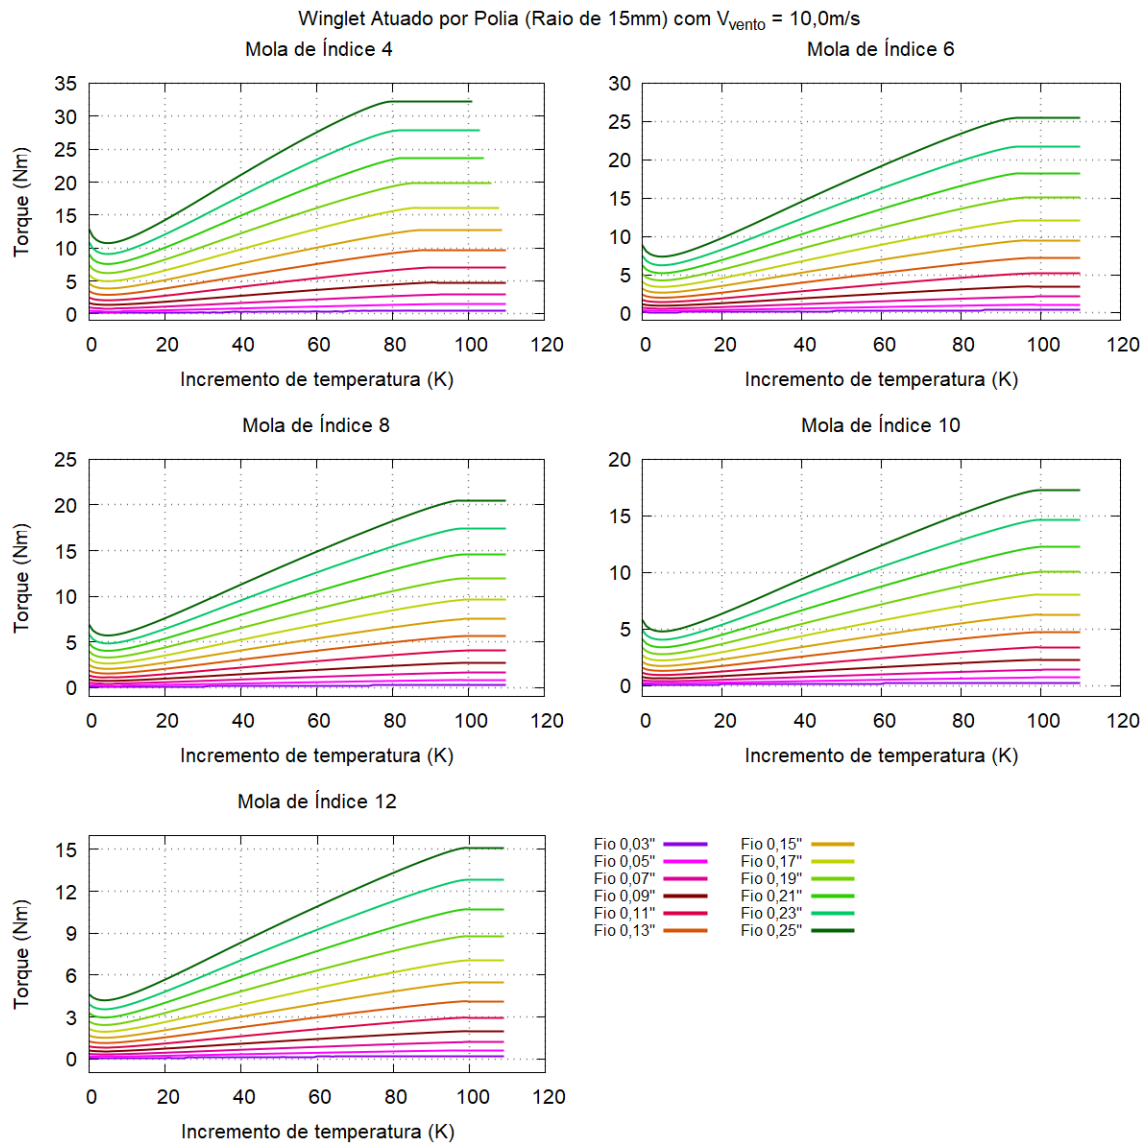 Winglet Atuado por Polia (Raio de 15mm) com Vvento = 10,0m/s
Mola de Índice 4
Torque (Nm)
35
30
25
20
15
10
5
0
0 20 40 60 80 100 120
Incremento de temperatura (K)
Mola de Índice 6
30
25
20
15
10
5
0
0 20 40 60 80 100 120
Incremento de temperatura (K)
Mola de Índice 8
Torque (Nm)
25
20
15
10
5
0
0 20 40 60 80 100 120
Incremento de temperatura (K)
Mola de Índice 10
20
15
10
5
0
0 20 40 60 80 100 120
Incremento de temperatura (K)
Mola de Índice 12
Torque (Nm)
15
12
9
6
3
0
0 20 40 60 80 100 120
Incremento de temperatura (K)
Fio 0,03"
Fio 0,05"
Fio 0,07"
Fio 0,09"
Fio 0,11"
Fio 0,13"
Fio 0,15"
Fio 0,17"
Fio 0,19"
Fio 0,21"
Fio 0,23"
Fio 0,25"